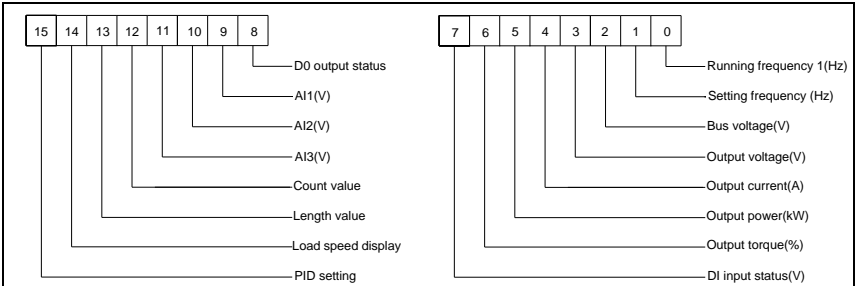 15 14 13 12 11 10 9 8
D0 output status
AI1(V)
AI2(V)
AI3(V)
Count value
Length value
Load speed display
PID setting
7 6 5 4 3 2 1 0
Running frequency 1(Hz)
Setting frequency (Hz)
Bus voltage(V)
Output voltage(V)
Output current(A)
Output power(kW)
Output torque(%)
DI input status(V)